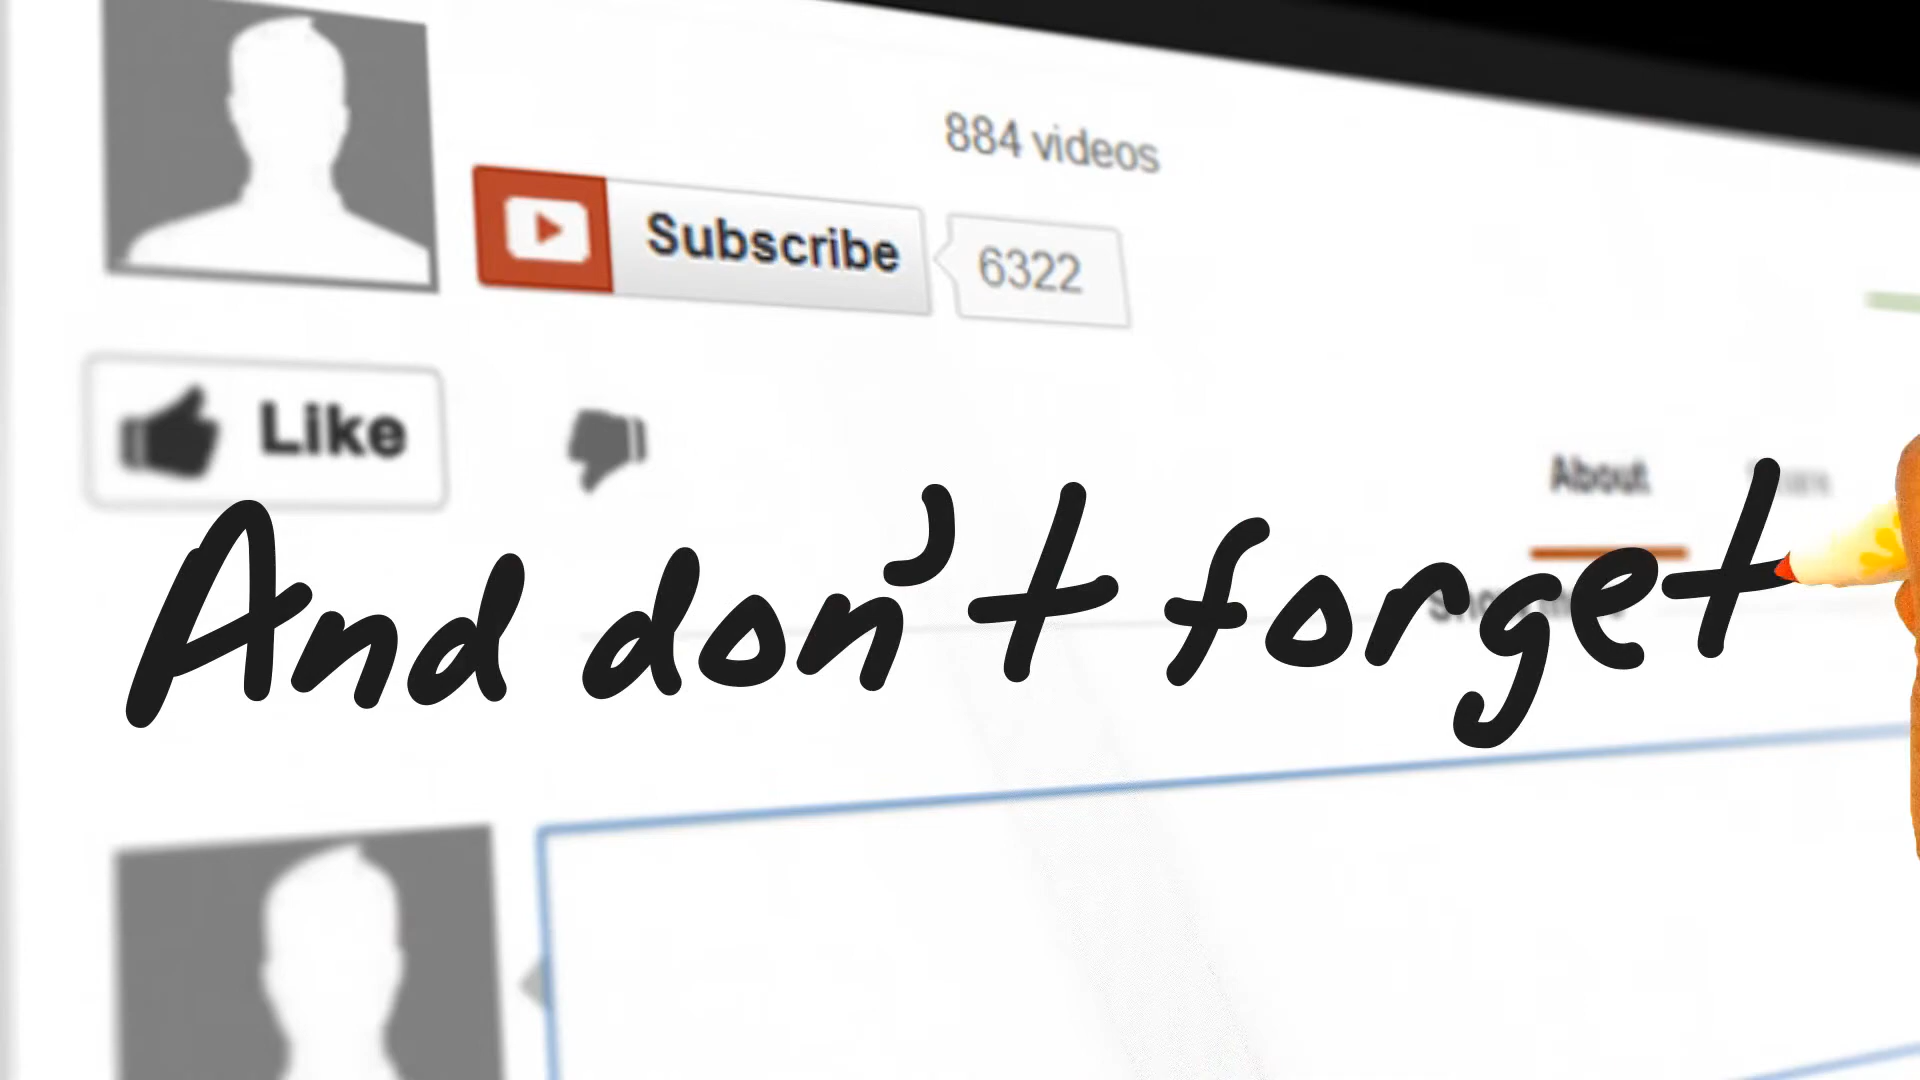 884 videos
Subscribe 6322
Like
About
And don't forget